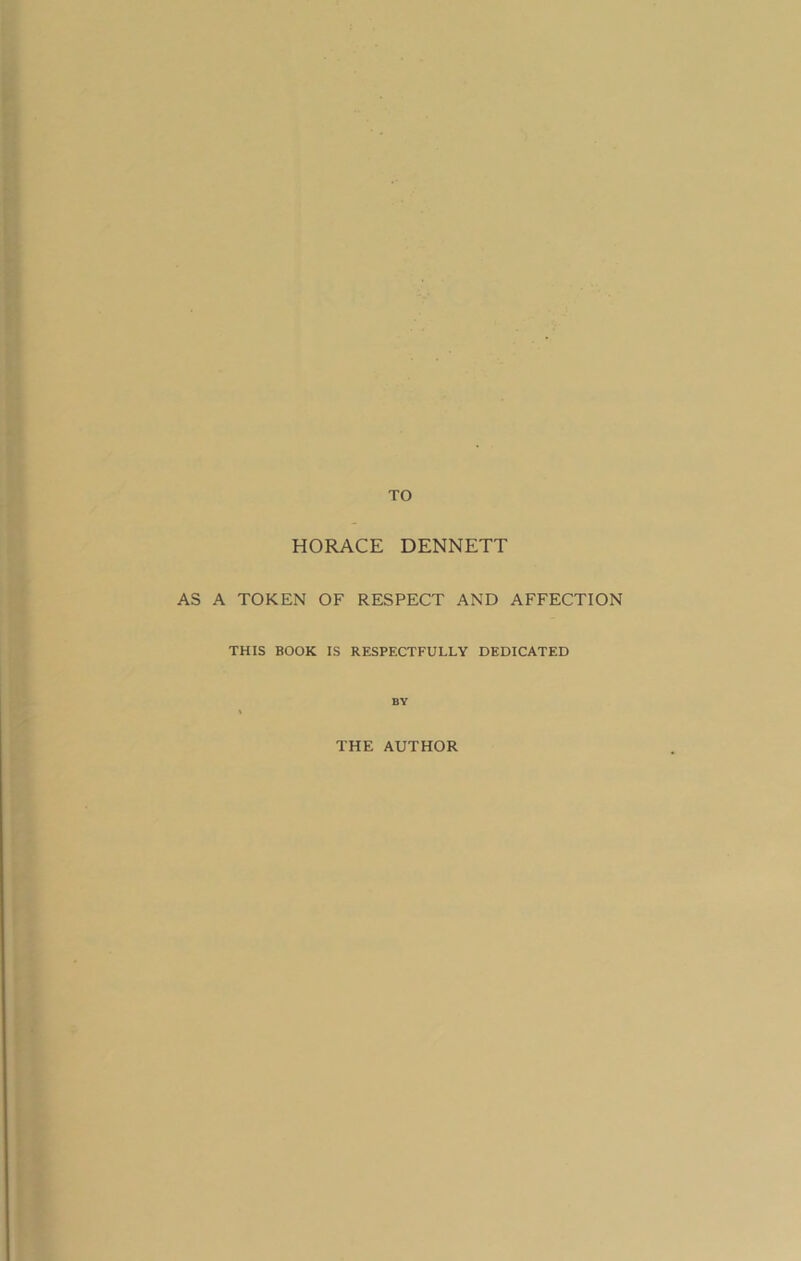 TO
HORACE DENNETT
AS A TOKEN OF RESPECT AND AFFECTION
THIS BOOK IS RESPECTFULLY DEDICATED
BY
THE AUTHOR